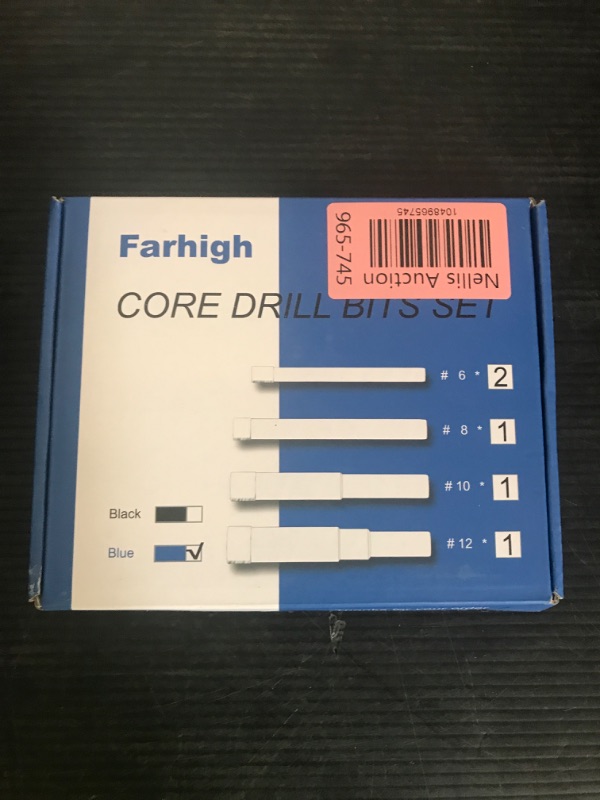 Farhigh
CORE DRILL BITS SET
Nellis Auction
965-745
1048965745
# 6 * 2
# 8 * 1
# 10 * 1
# 12 * 1
Black
Blue ✓